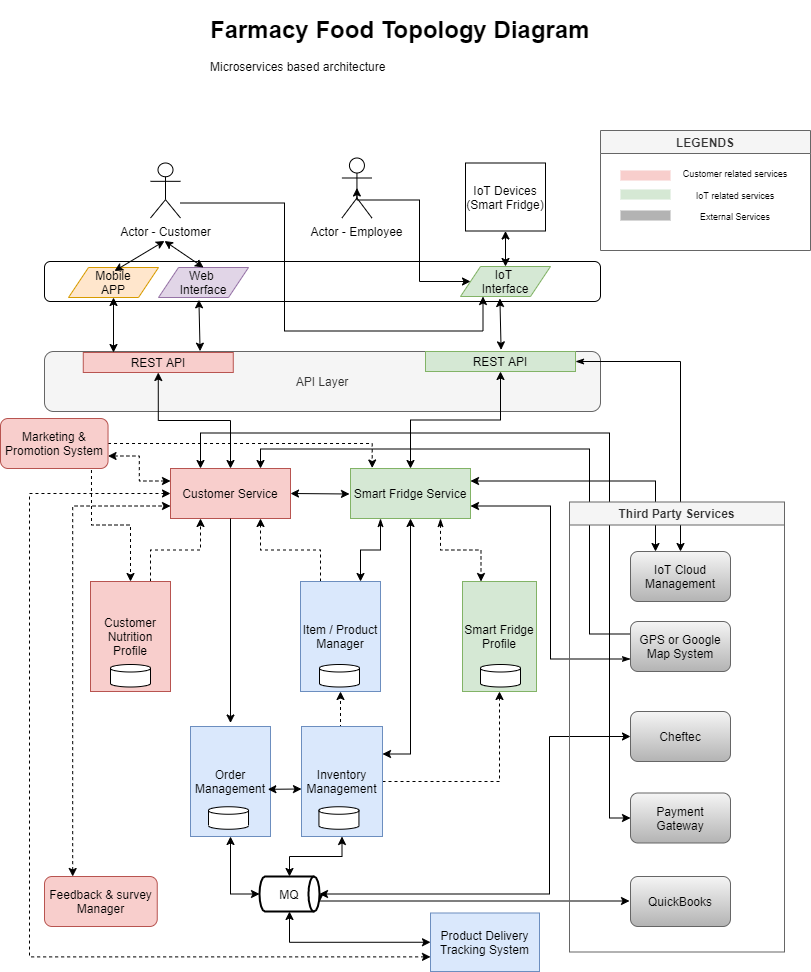 Farmacy Food Topology Diagram
Microservices based architecture
LEGENDS
Customer related services
IoT related services
External Services
IoT Devices
(Smart Fridge)
Actor - Customer
Actor - Employee
Mobile
APP
Web
Interface
IoT
Interface
REST API
REST API
API Layer
Marketing &
Promotion System
Customer Service
Smart Fridge Service
Third Party Services
IoT Cloud
Management
Customer
Nutrition
Profile
Item / Product
Manager
Smart Fridge
Profile
GPS or Google
Map System
Cheftec
Order
Management
Inventory
Management
Payment
Gateway
Feedback & survey
Manager
MQ
QuickBooks
Product Delivery
Tracking System